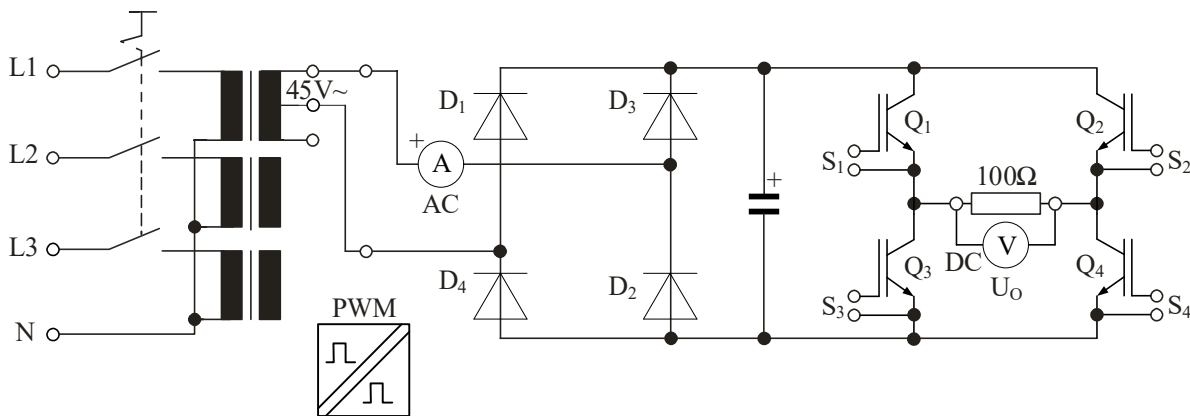 L1
L2
L3
N
45V~
+
A
AC
PWM
D1
D3
D4
D2
+
Q1
Q2
S1
S2
100Ω
V
DC
UO
Q3
Q4
S3
S4